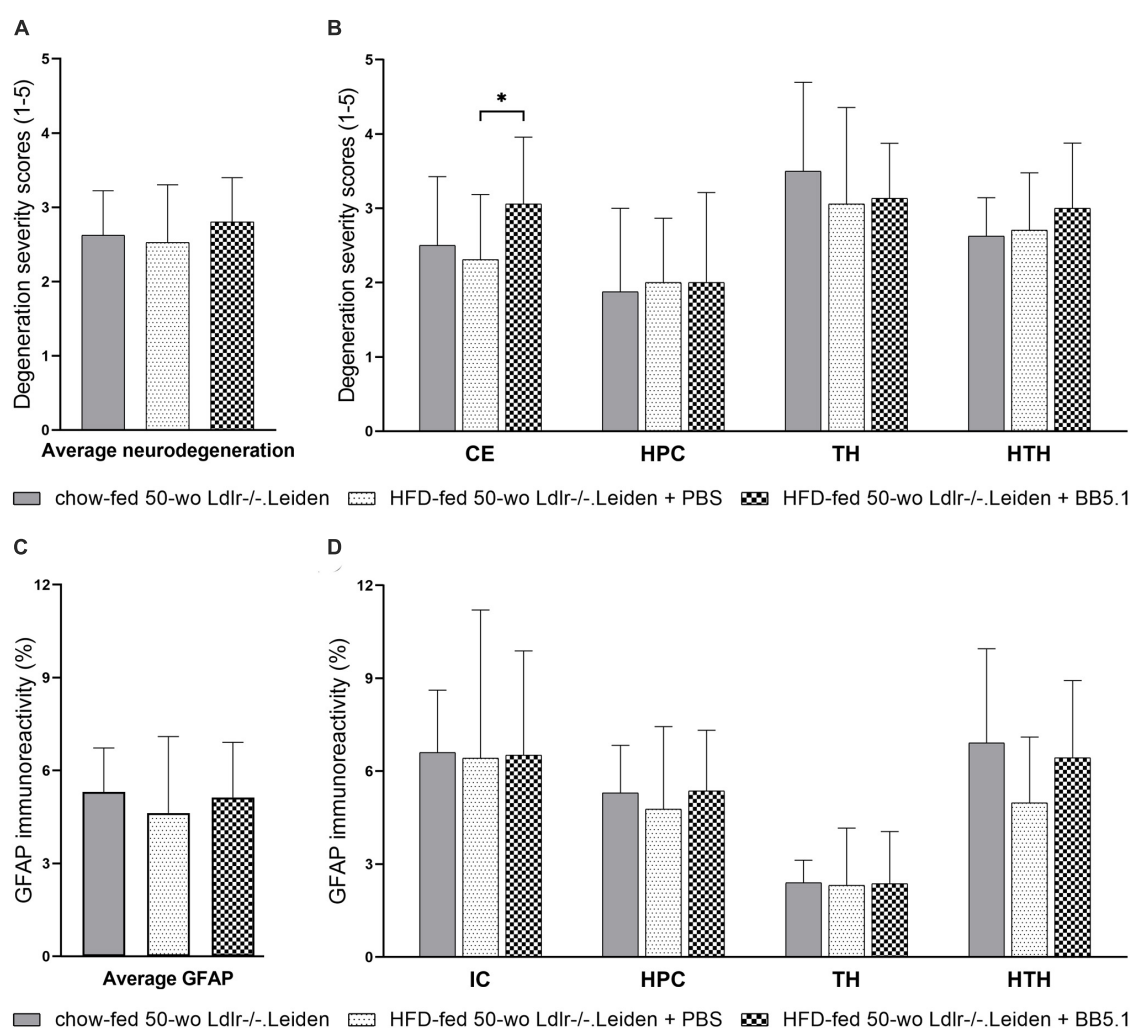 A
B
Degeneration severity scores (1-5)
5
4
3
2
1
0
Average neurodegeneration
Degeneration severity scores (1-5)
5
4
3
2
1
0
*
CE HPC TH HTH
chow-fed 50-wo Ldlr-/-.Leiden HFD-fed 50-wo Ldlr-/-.Leiden + PBS HFD-fed 50-wo Ldlr-/-.Leiden + BB5.1
C
D
GFAP immunoreactivity (%)
12
9
6
3
0
Average GFAP
GFAP immunoreactivity (%)
12
9
6
3
0
IC HPC TH HTH
chow-fed 50-wo Ldlr-/-.Leiden HFD-fed 50-wo Ldlr-/-.Leiden + PBS HFD-fed 50-wo Ldlr-/-.Leiden + BB5.1